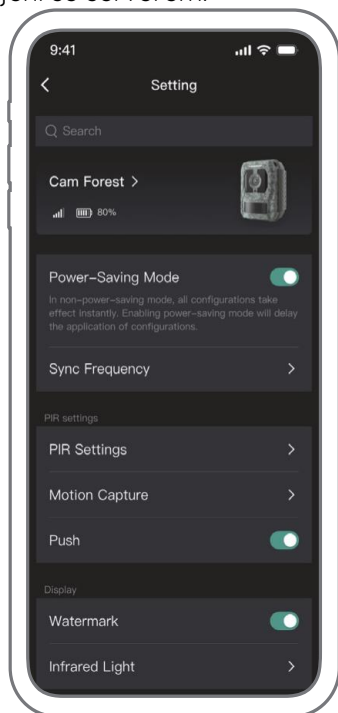 9:41
Setting
Search
Cam Forest >
80%
Power-Saving Mode
In non-power-saving mode, all configurations take
effect instantly. Enabling power-saving mode will delay
the application of configurations.
Sync Frequency >
PIR settings
PIR Settings >
Motion Capture >
Push
Display
Watermark
Infrared Light >